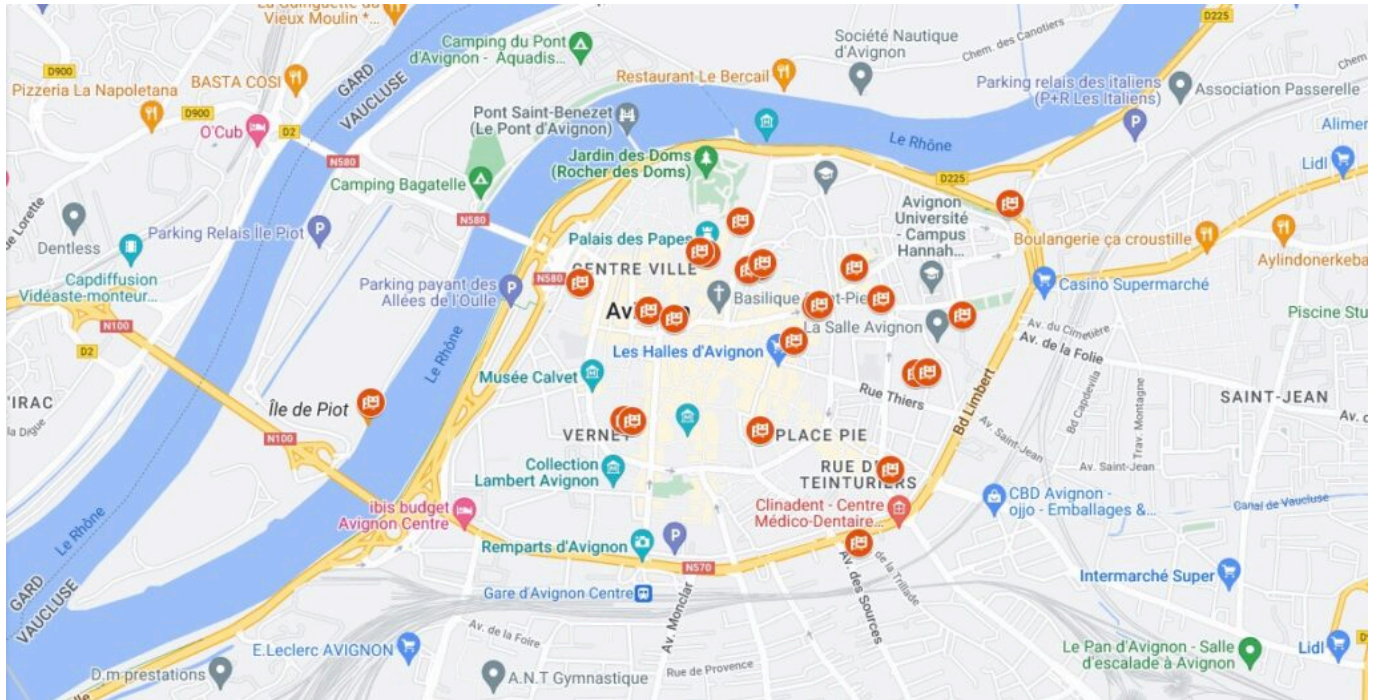 La Guinguette du
Vieux Moulin *...
D225
Camping du Pont
d'Avignon - Aquadis...
Société Nautique
d'Avignon
Chem. des Canotiers
D900
BASTA COSI
GARD
VAUCLUSE
Restaurant Le Bercail
Parking relais des italiens
(P+R Les Italiens)
Chem
Association Passerelle
Pizzeria La Napoletana
D900
O'Cub
D2
Pont Saint-Benezet
(Le Pont d'Avignon)
Le Rhône
Alimer
N580
Jardin des Doms
(Rocher des Doms)
Lidl
Camping Bagatelle
D225
de Lorette
Avignon
Université
- Campus
Hannah...
N580
Dentless
Parking Relais Ile Piot
Palais des Papes
Boulangerie ça croustille
Capdiffusion
Vidéaste-monteur...
CENTRE VILLE
Aylindonerkeba
Parking payant des
Allées de l'Oulle
N580
Casino Supermarché
Basilique
Piscine Stu
N100
La Salle Avignon
Av. du Cimetière
D2
Le Rhône
Les Halles d'Avignon
Av. de la Folie
Musée Calvet
'IRAC
Île de Piot
Rue Thiers
Bd Limbert
Bd Capdevila
Trav. Montagne
SAINT-JEAN
la Digue
N100
PLACE PIE
Av. Saint-Jean
Collection
Lambert Avignon
RUE D
TEINTURIERS
Av. Saint-Jean
ibis budget
Avignon Centre
Clinadent - Centre
Médico-Dentaire...
CBD Avignon -
ojjo - Emballages &...
Canal de Vaucluse
Le Rhône
Remparts d'Avignon
N570
Av. des Sources
de la Trillade
Intermarché Super
GARD
VAUCLUSE
Gare d'Avignon Centre
Av. Monclar
Av. de la Foire
E.Leclerc AVIGNON
Le Pan d'Avignon - Salle
d'escalade à Avignon
Lidl
D.m prestations
A.N.T Gymnastique
Rue de Provence